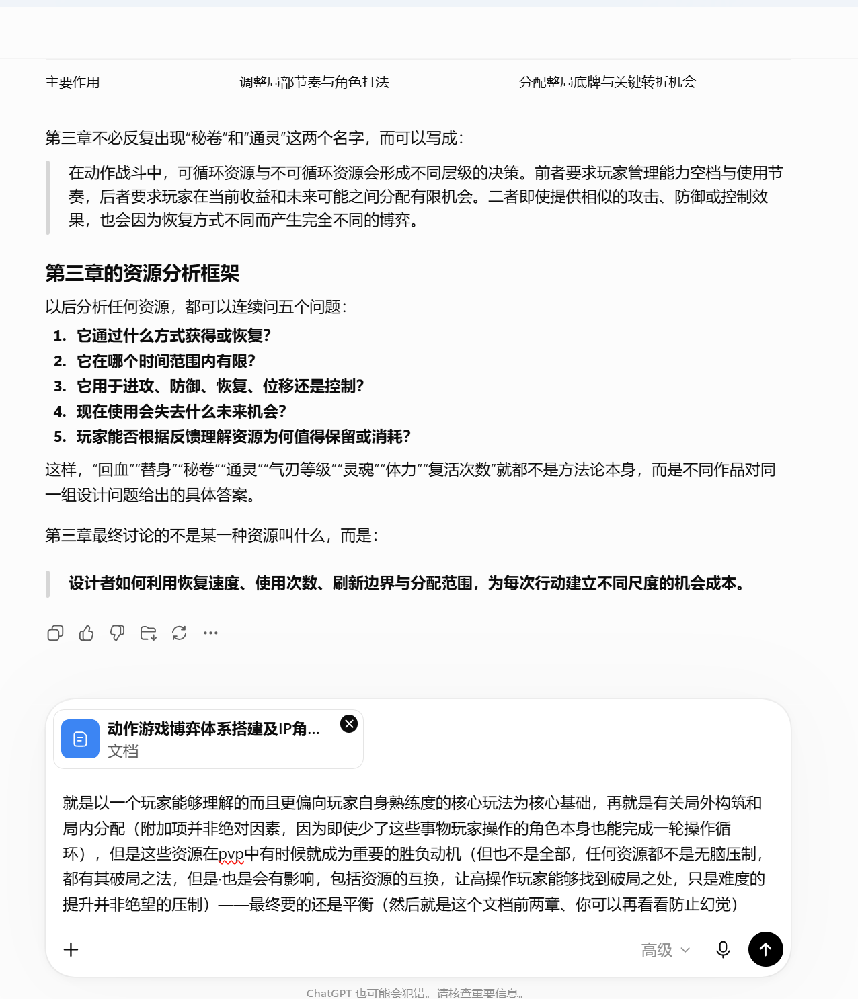 主要作用 调整局部节奏与角色打法 分配整局底牌与关键转折机会
第三章不必反复出现“秘卷”和“通灵”这两个名字，而可以写成：
在动作战斗中，可循环资源与不可循环资源会形成不同层级的决策。前者要求玩家管理能力空档与使用节
奏，后者要求玩家在当前收益和未来可能之间分配有限机会。二者即使提供相似的攻击、防御或控制效
果，也会因为恢复方式不同而产生完全不同的博弈。
第三章的资源分析框架
以后分析任何资源，都可以连续问五个问题：
1. 它通过什么方式获得或恢复？
2. 它在哪个时间范围内有限？
3. 它用于进攻、防御、恢复、位移还是控制？
4. 现在使用会失去什么未来机会？
5. 玩家能否根据反馈理解资源为何值得保留或消耗？
这样，“回血”“替身”“秘卷”“通灵”“气刃等级”“灵魂”“体力”“复活次数”就都不是方法论本身，而是不同作品对同
一组设计问题给出的具体答案。
第三章最终讨论的不是某一种资源叫什么，而是：
设计者如何利用恢复速度、使用次数、刷新边界与分配范围，为每次行动建立不同尺度的机会成本。
动作游戏博弈体系搭建及IP角...
文档
就是以一个玩家能够理解的而且更偏向玩家自身熟练度的核心玩法为核心基础，再就是有关局外构筑和
局内分配（附加项并非绝对因素，因为即使少了这些事物玩家操作的角色本身也能完成一轮操作循
环），但是这些资源在pvp中有时候就成为重要的胜负动机（但也不是全部，任何资源都不是无脑压制，
都有其破局之法，但是·也是会有影响，包括资源的互换，让高操作玩家能够找到破局之处，只是难度的
提升并非绝望的压制）——最终要的还是平衡（然后就是这个文档前两章、你可以再看看防止幻觉）
高级
ChatGPT 也可能会犯错。请核查重要信息。